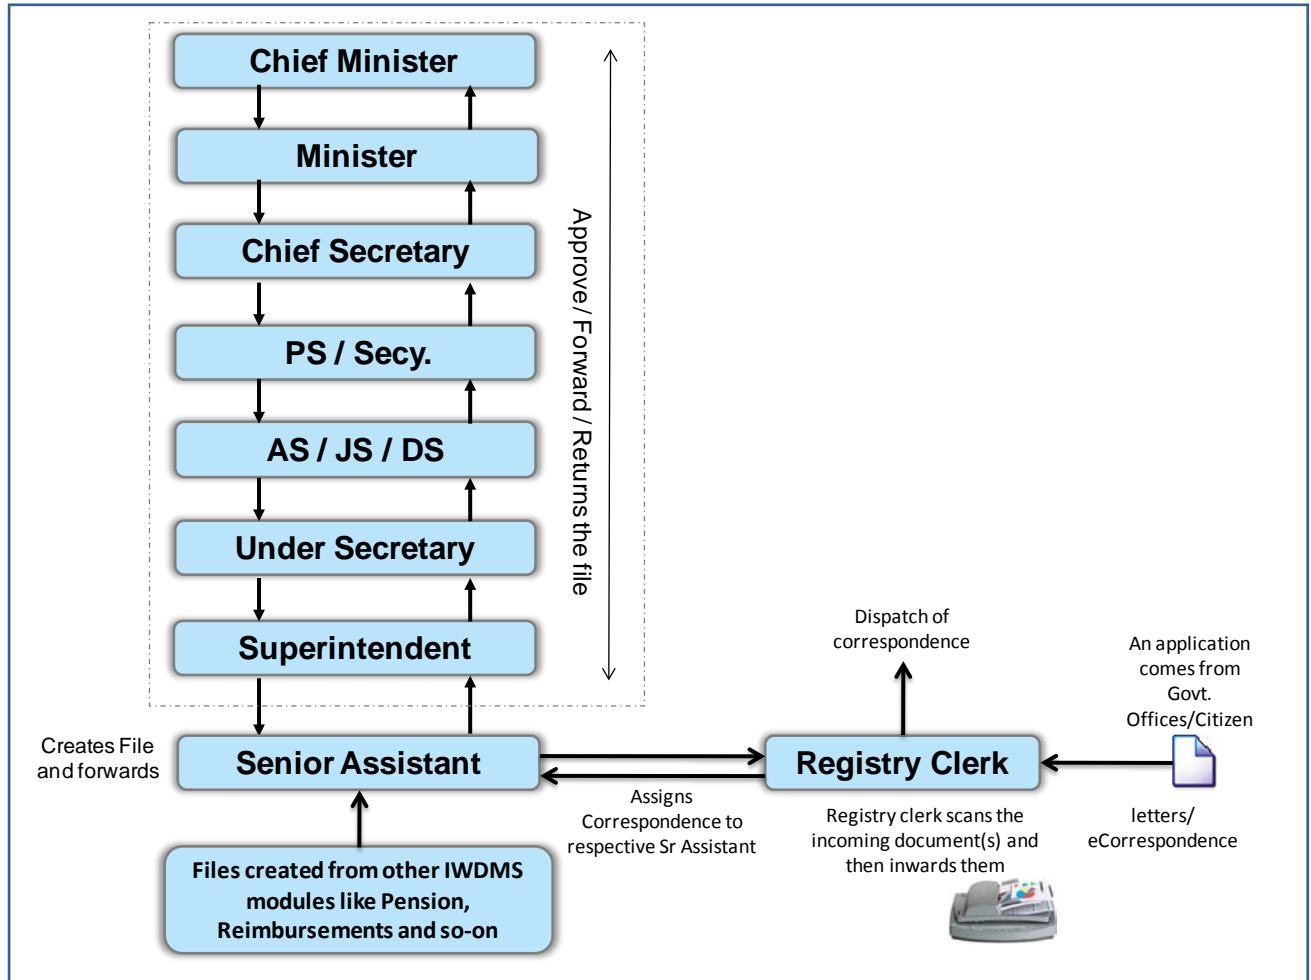 Chief Minister
Minister
Chief Secretary
PS / Secy.
AS / JS / DS
Under Secretary
Superintendent
Approve / Forward / Returns the file
Creates File
and forwards
Senior Assistant
Files created from other IWDMS
modules like Pension,
Reimbursements and so-on
Assigns
Correspondence to
respective Sr Assistant
Dispatch of
correspondence
Registry Clerk
Registry clerk scans the
incoming document(s) and
then inwards them
An application
comes from
Govt.
Offices/Citizen
letters/
eCorrespondence